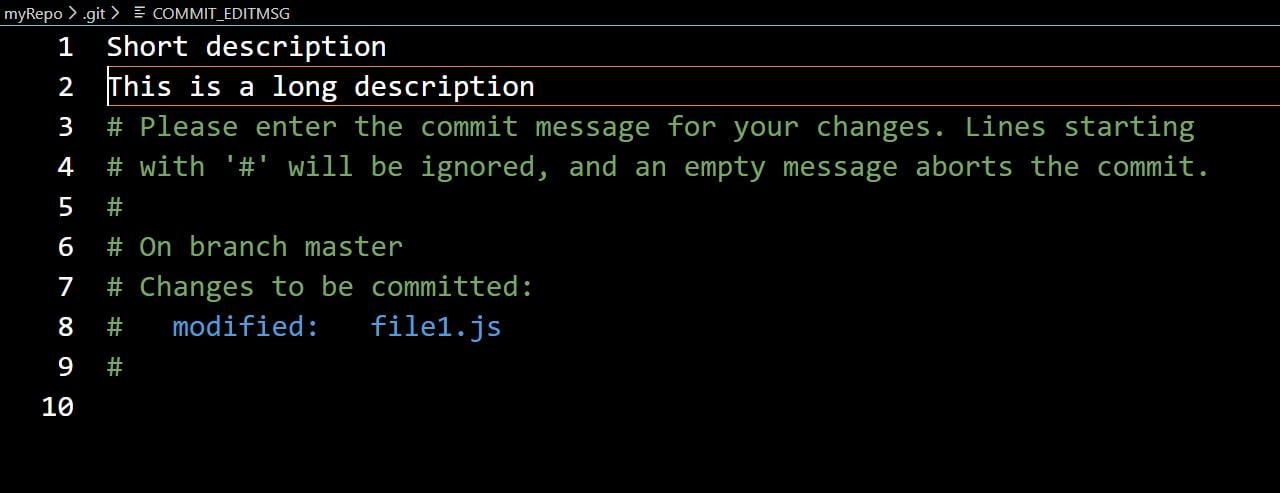 myRepo > .git > COMMIT_EDITMSG
1 Short description
2 This is a long description
3 # Please enter the commit message for your changes. Lines starting
4 # with '#' will be ignored, and an empty message aborts the commit.
5 #
6 # On branch master
7 # Changes to be committed:
8 #   modified:   file1.js
9 #
10